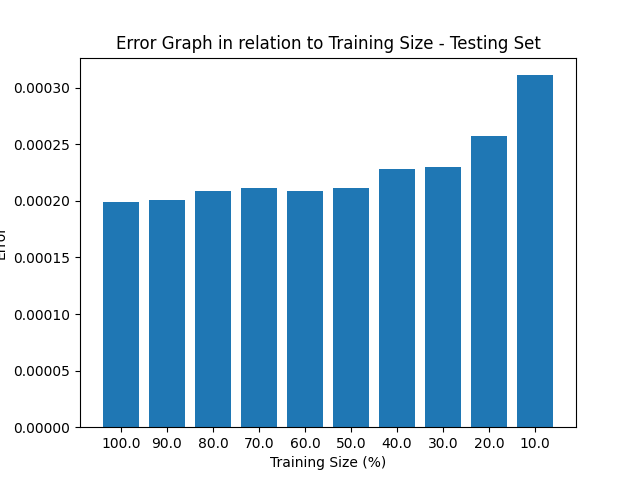 Error Graph in relation to Training Size - Testing Set
0.00030
0.00025
0.00020
0.00015
0.00010
0.00005
0.00000
Error
100.0 90.0 80.0 70.0 60.0 50.0 40.0 30.0 20.0 10.0
Training Size (%)